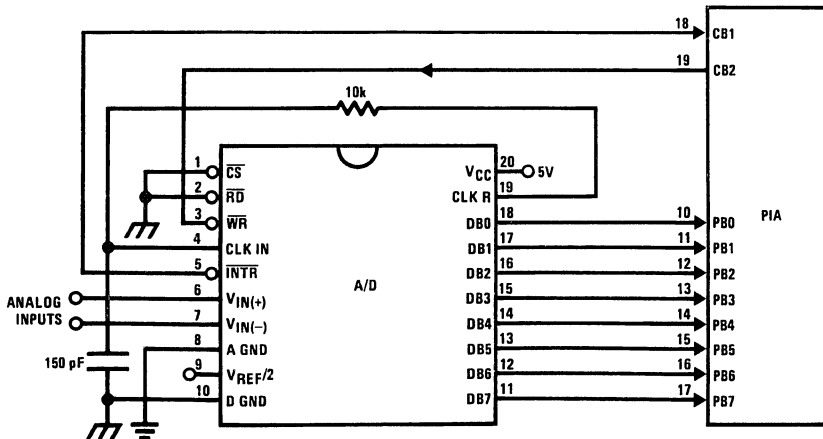 18
CB1
19
CB2
10k
1
CS
2
RD
3
WR
4
CLK IN
5
INTR
6
VIN(+)
7
VIN(−)
8
A GND
9
VREF/2
10
D GND
ANALOG
INPUTS
150 pF
A/D
VCC
20
5V
CLK R
19
DB0
18
DB1
17
DB2
16
DB3
15
DB4
14
DB5
13
DB6
12
DB7
11
10
PB0
11
PB1
12
PB2
13
PB3
14
PB4
15
PB5
16
PB6
17
PB7
PIA